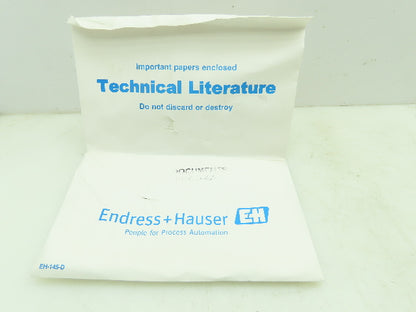 Important papers enclosed
Technical Literature
Do not discard or destroy
DOCUMENTS
Endress+Hauser EH
People for Process Automation
EH-145-D